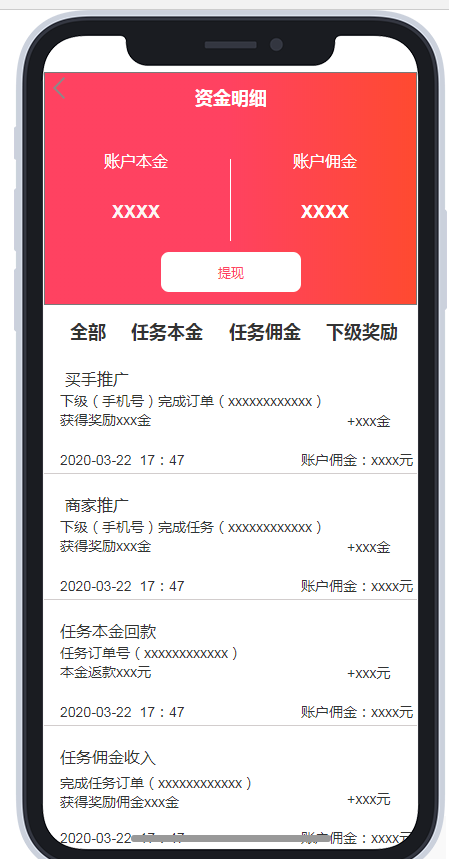 资金明细
账户本金 账户佣金
XXXX XXXX
提现
全部 任务本金 任务佣金 下级奖励
买手推广
下级（手机号）完成订单（xxxxxxxxxxxx）
获得奖励xxx金 +xxx金
2020-03-22 17：47 账户佣金：xxxx元
商家推广
下级（手机号）完成任务（xxxxxxxxxxxx）
获得奖励xxx金 +xxx金
2020-03-22 17：47 账户佣金：xxxx元
任务本金回款
任务订单号（xxxxxxxxxxxx）
本金返款xxx元 +xxx元
2020-03-22 17：47 账户佣金：xxxx元
任务佣金收入
完成任务订单（xxxxxxxxxxxx）
获得奖励佣金xxx金 +xxx元
2020-03-22 17：47 账户佣金：xxxx元